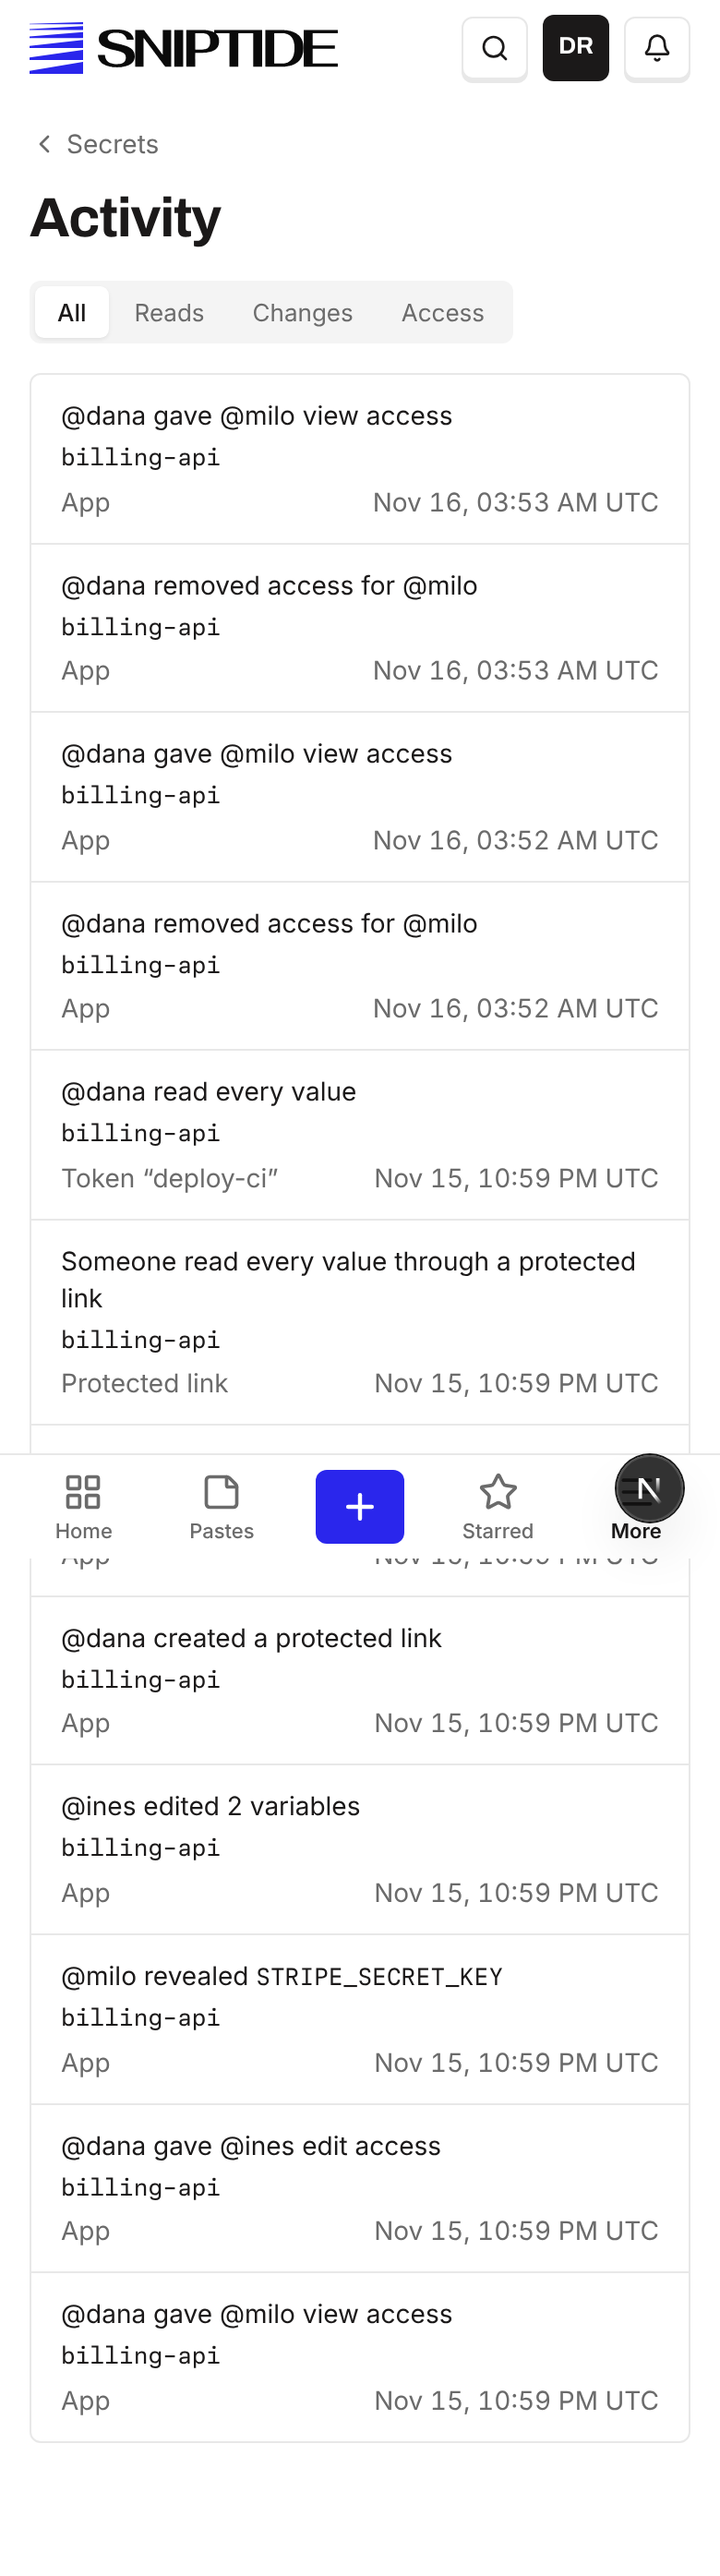 SNIPTIDE
DR
Secrets
Activity
All Reads Changes Access
@dana gave @milo view access
billing-api
App Nov 16, 03:53 AM UTC
@dana removed access for @milo
billing-api
App Nov 16, 03:53 AM UTC
@dana gave @milo view access
billing-api
App Nov 16, 03:52 AM UTC
@dana removed access for @milo
billing-api
App Nov 16, 03:52 AM UTC
@dana read every value
billing-api
Token “deploy-ci” Nov 15, 10:59 PM UTC
Someone read every value through a protected
link
billing-api
Protected link Nov 15, 10:59 PM UTC
N
Home Pastes Starred More
@dana created a protected link
billing-api
App Nov 15, 10:59 PM UTC
@ines edited 2 variables
billing-api
App Nov 15, 10:59 PM UTC
@milo revealed STRIPE_SECRET_KEY
billing-api
App Nov 15, 10:59 PM UTC
@dana gave @ines edit access
billing-api
App Nov 15, 10:59 PM UTC
@dana gave @milo view access
billing-api
App Nov 15, 10:59 PM UTC